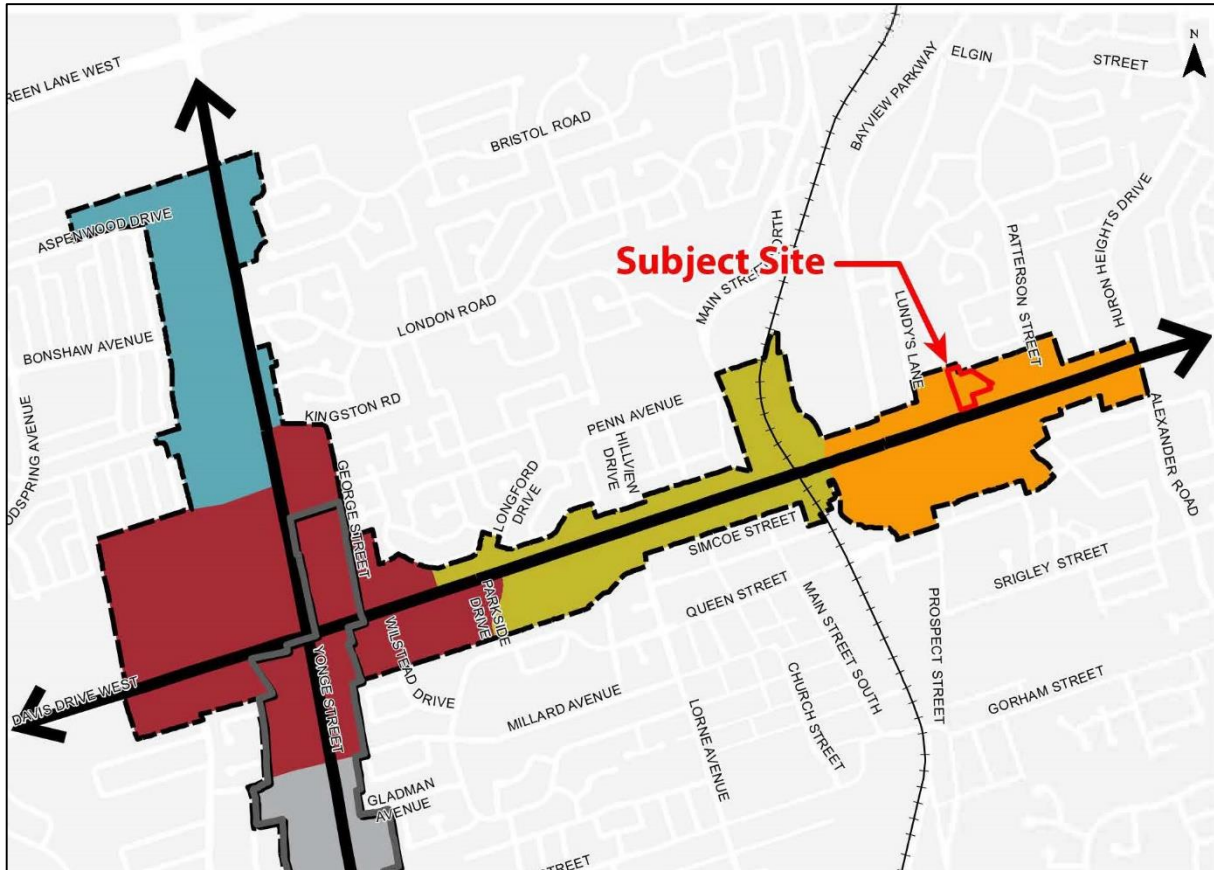 N
REEN LANE WEST
ELGIN
STREET
BAYVIEW PARKWAY
BRISTOL ROAD
HURON HEIGHTS DRIVE
ASPENWOOD DRIVE
MAIN STREET NORTH
PATTERSON STREET
Subject Site
LUNDY'S LANE
LONDON ROAD
BONSHAW AVENUE
KINGSTON RD
PENN AVENUE
HILLVIEW
DRIVE
ODSPRING AVENUE
GEORGE STREET
LONGFORD
DRIVE
ALEXANDER ROAD
SIMCOE STREET
SRIGLEY STREET
QUEEN STREET
PARKSIDE
DRIVE
MAIN STREET SOUTH
PROSPECT STREET
WILSTEAD DRIVE
YONGE STREET
DAVIS DRIVE WEST
MILLARD AVENUE
CHURCH STREET
GORHAM STREET
LORNE AVENUE
GLADMAN
AVENUE
STREET